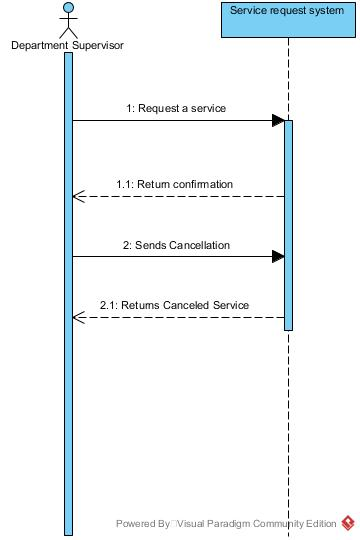 Department Supervisor
Service request system
1: Request a service
1.1: Return confirmation
2: Sends Cancellation
2.1: Returns Canceled Service
Powered By Visual Paradigm Community Edition